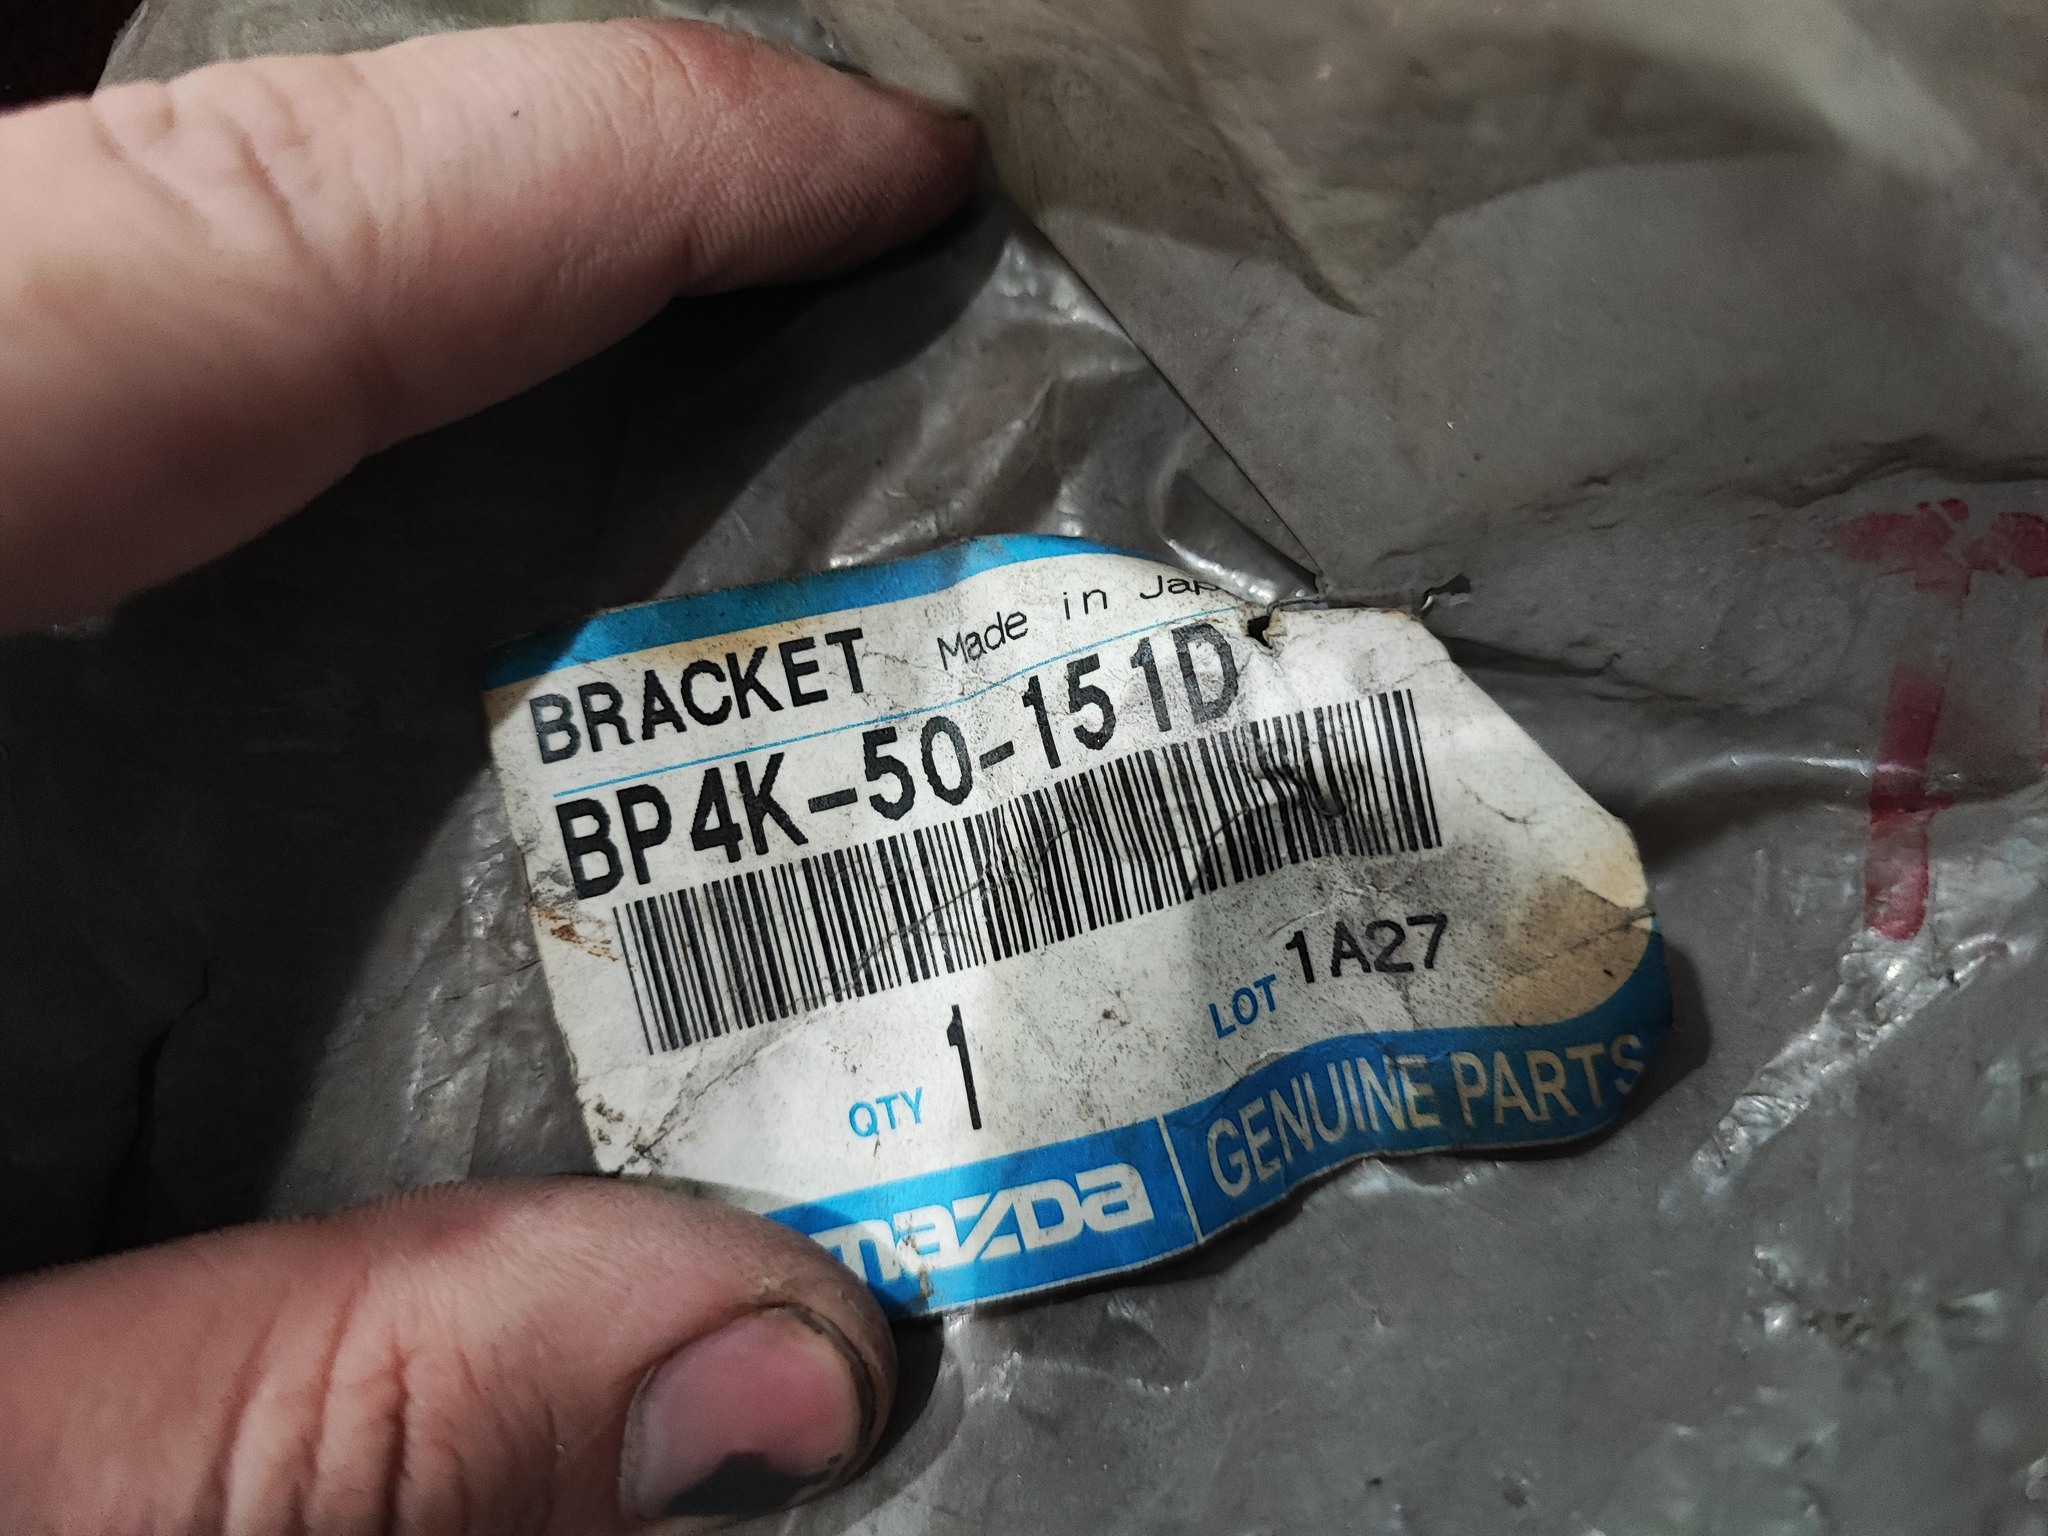 BRACKET Made in Jap
BP4K-50-151D
QTY 1 LOT 1A27
mazda GENUINE PARTS